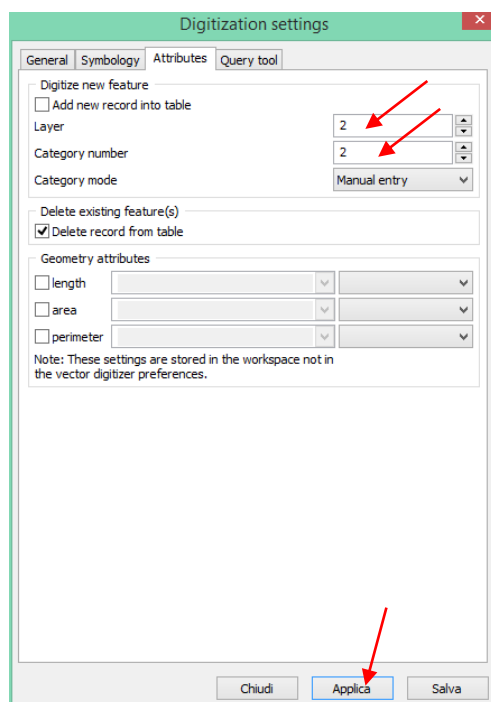 Digitization settings
General Symbology Attributes Query tool
Digitize new feature
Add new record into table
Layer 2
Category number 2
Category mode Manual entry
Delete existing feature(s)
Delete record from table
Geometry attributes
length
area
perimeter
Note: These settings are stored in the workspace not in
the vector digitizer preferences.
Chiudi Applica Salva